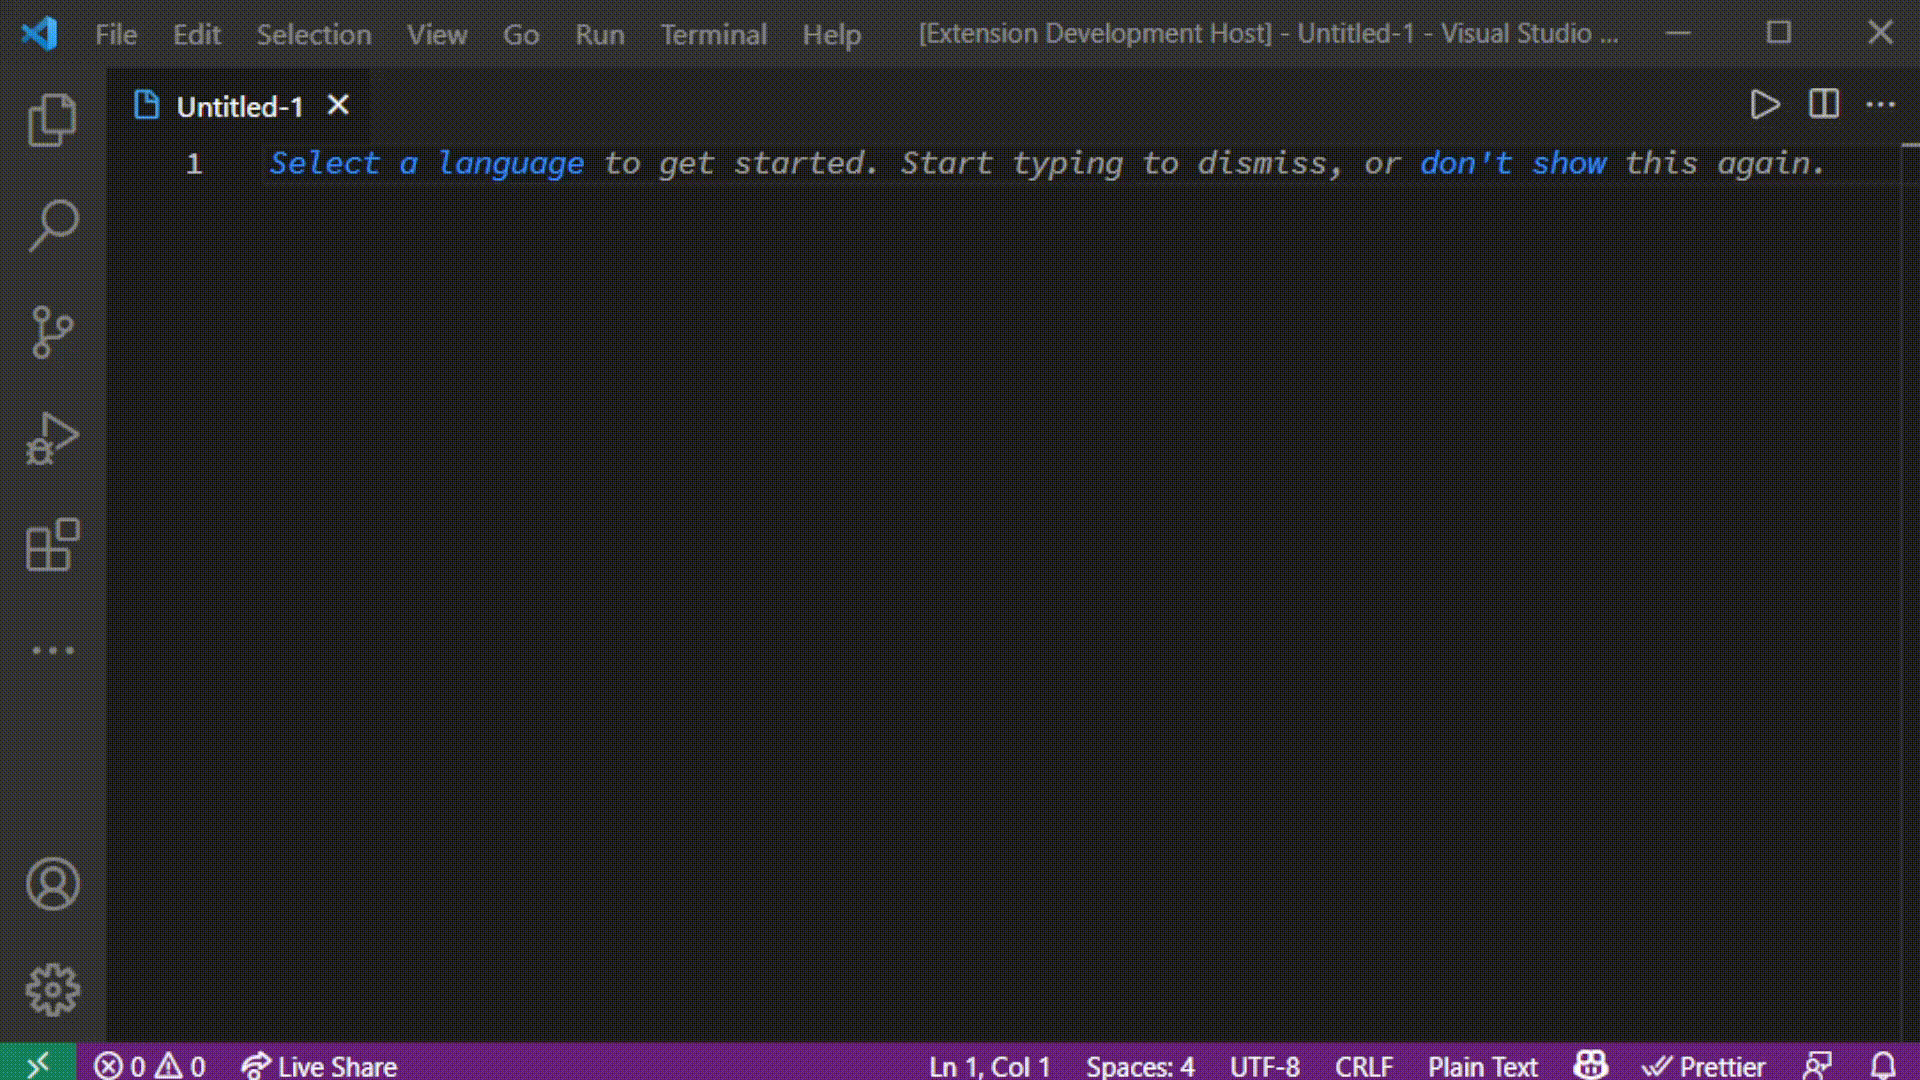 File Edit Selection View Go Run Terminal Help [Extension Development Host] - Untitled-1 - Visual Studio ...
Untitled-1
1 Select a language to get started. Start typing to dismiss, or don't show this again.
0 0 Live Share Ln 1, Col 1 Spaces: 4 UTF-8 CRLF Plain Text Prettier